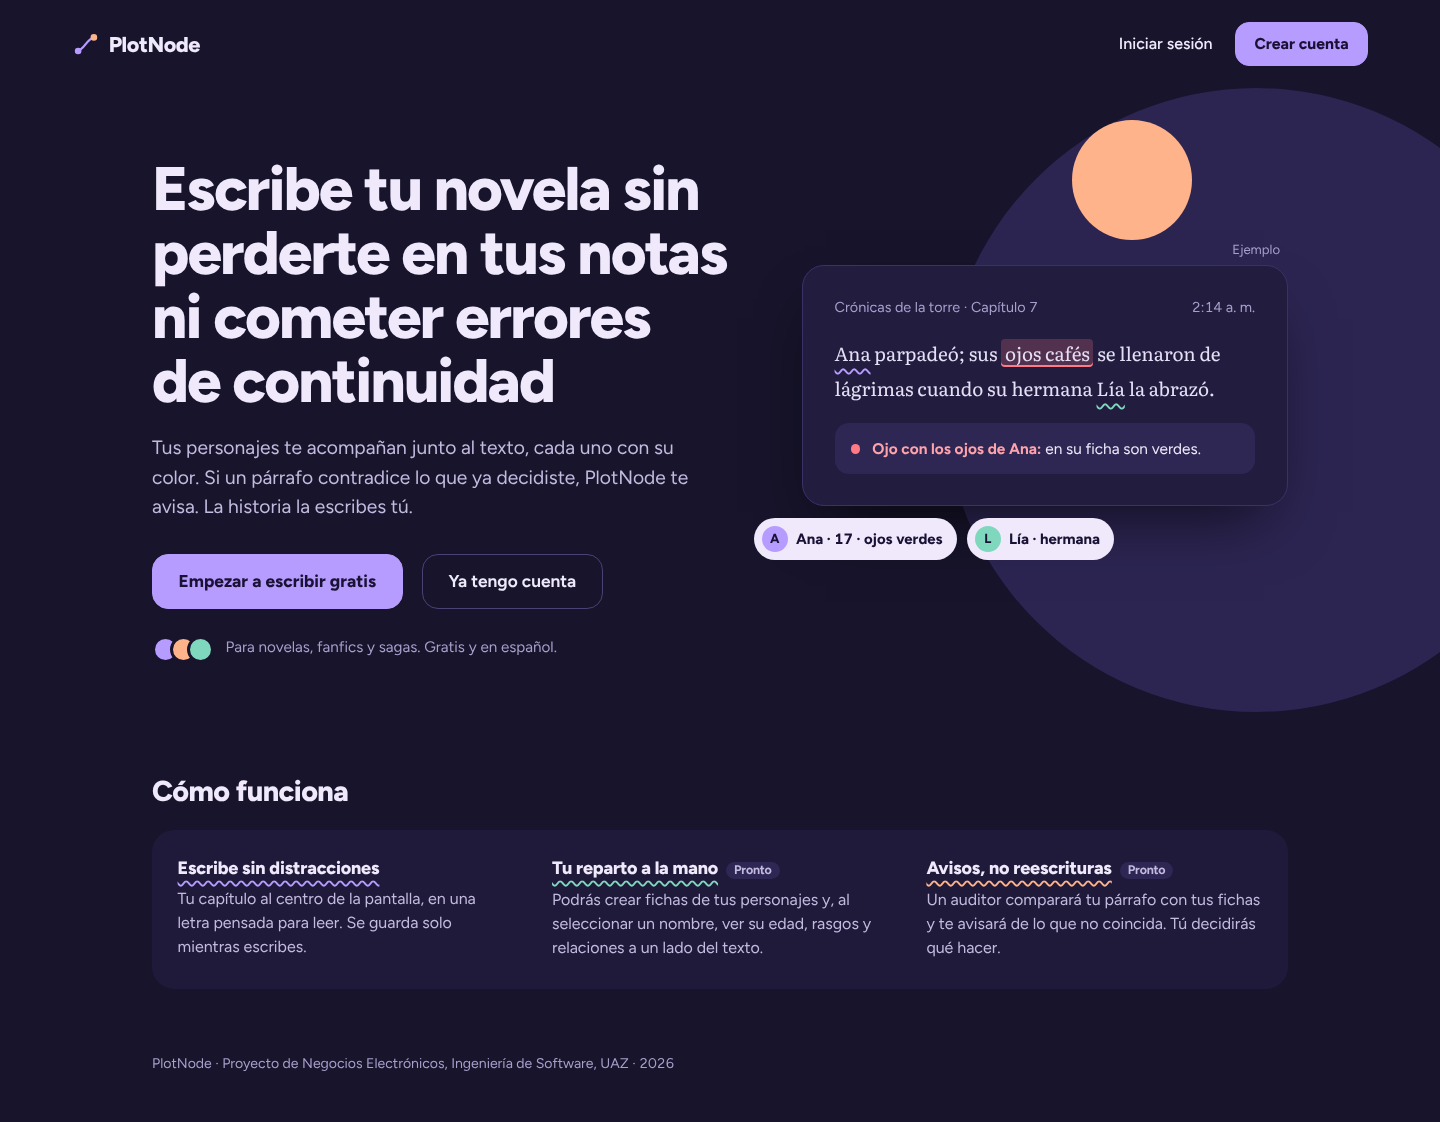 PlotNode
Iniciar sesión
Crear cuenta
Escribe tu novela sin
perderte en tus notas
ni cometer errores
de continuidad
Tus personajes te acompañan junto al texto, cada uno con su
color. Si un párrafo contradice lo que ya decidiste, PlotNode te
avisa. La historia la escribes tú.
Empezar a escribir gratis
Ya tengo cuenta
Para novelas, fanfics y sagas. Gratis y en español.
Ejemplo
Crónicas de la torre · Capítulo 7
2:14 a. m.
Ana parpadeó; sus ojos cafés se llenaron de
lágrimas cuando su hermana Lía la abrazó.
Ojo con los ojos de Ana: en su ficha son verdes.
A Ana · 17 · ojos verdes
L Lía · hermana
Cómo funciona
Escribe sin distracciones
Tu capítulo al centro de la pantalla, en una
letra pensada para leer. Se guarda solo
mientras escribes.
Tu reparto a la mano Pronto
Podrás crear fichas de tus personajes y, al
seleccionar un nombre, ver su edad, rasgos y
relaciones a un lado del texto.
Avisos, no reescrituras Pronto
Un auditor comparará tu párrafo con tus fichas
y te avisará de lo que no coincida. Tú decidirás
qué hacer.
PlotNode · Proyecto de Negocios Electrónicos, Ingeniería de Software, UAZ · 2026